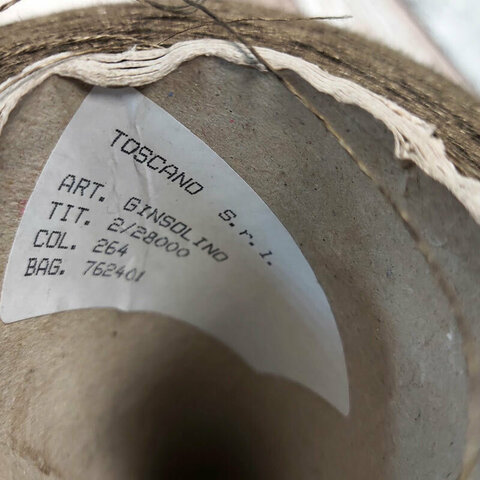 TOSCANO S.r.l.
ART. GINSOLINO
TIT. 2/28000
COL. 264
BAG. 762401